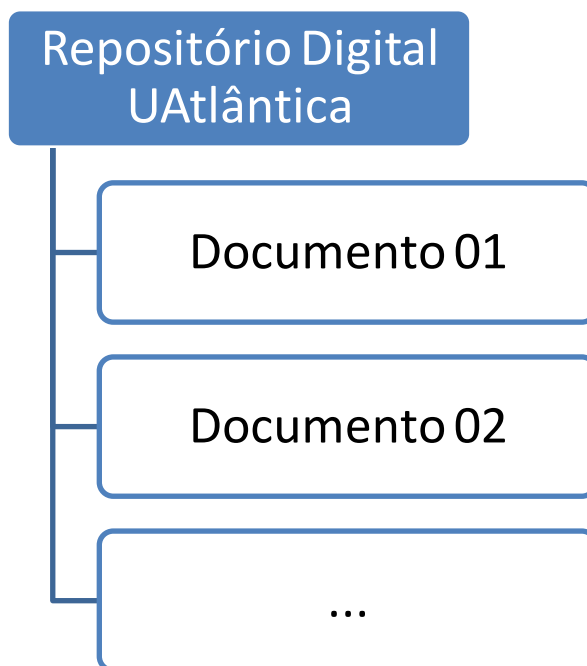 Repositório Digital
UAtlântica
Documento 01
Documento 02
...